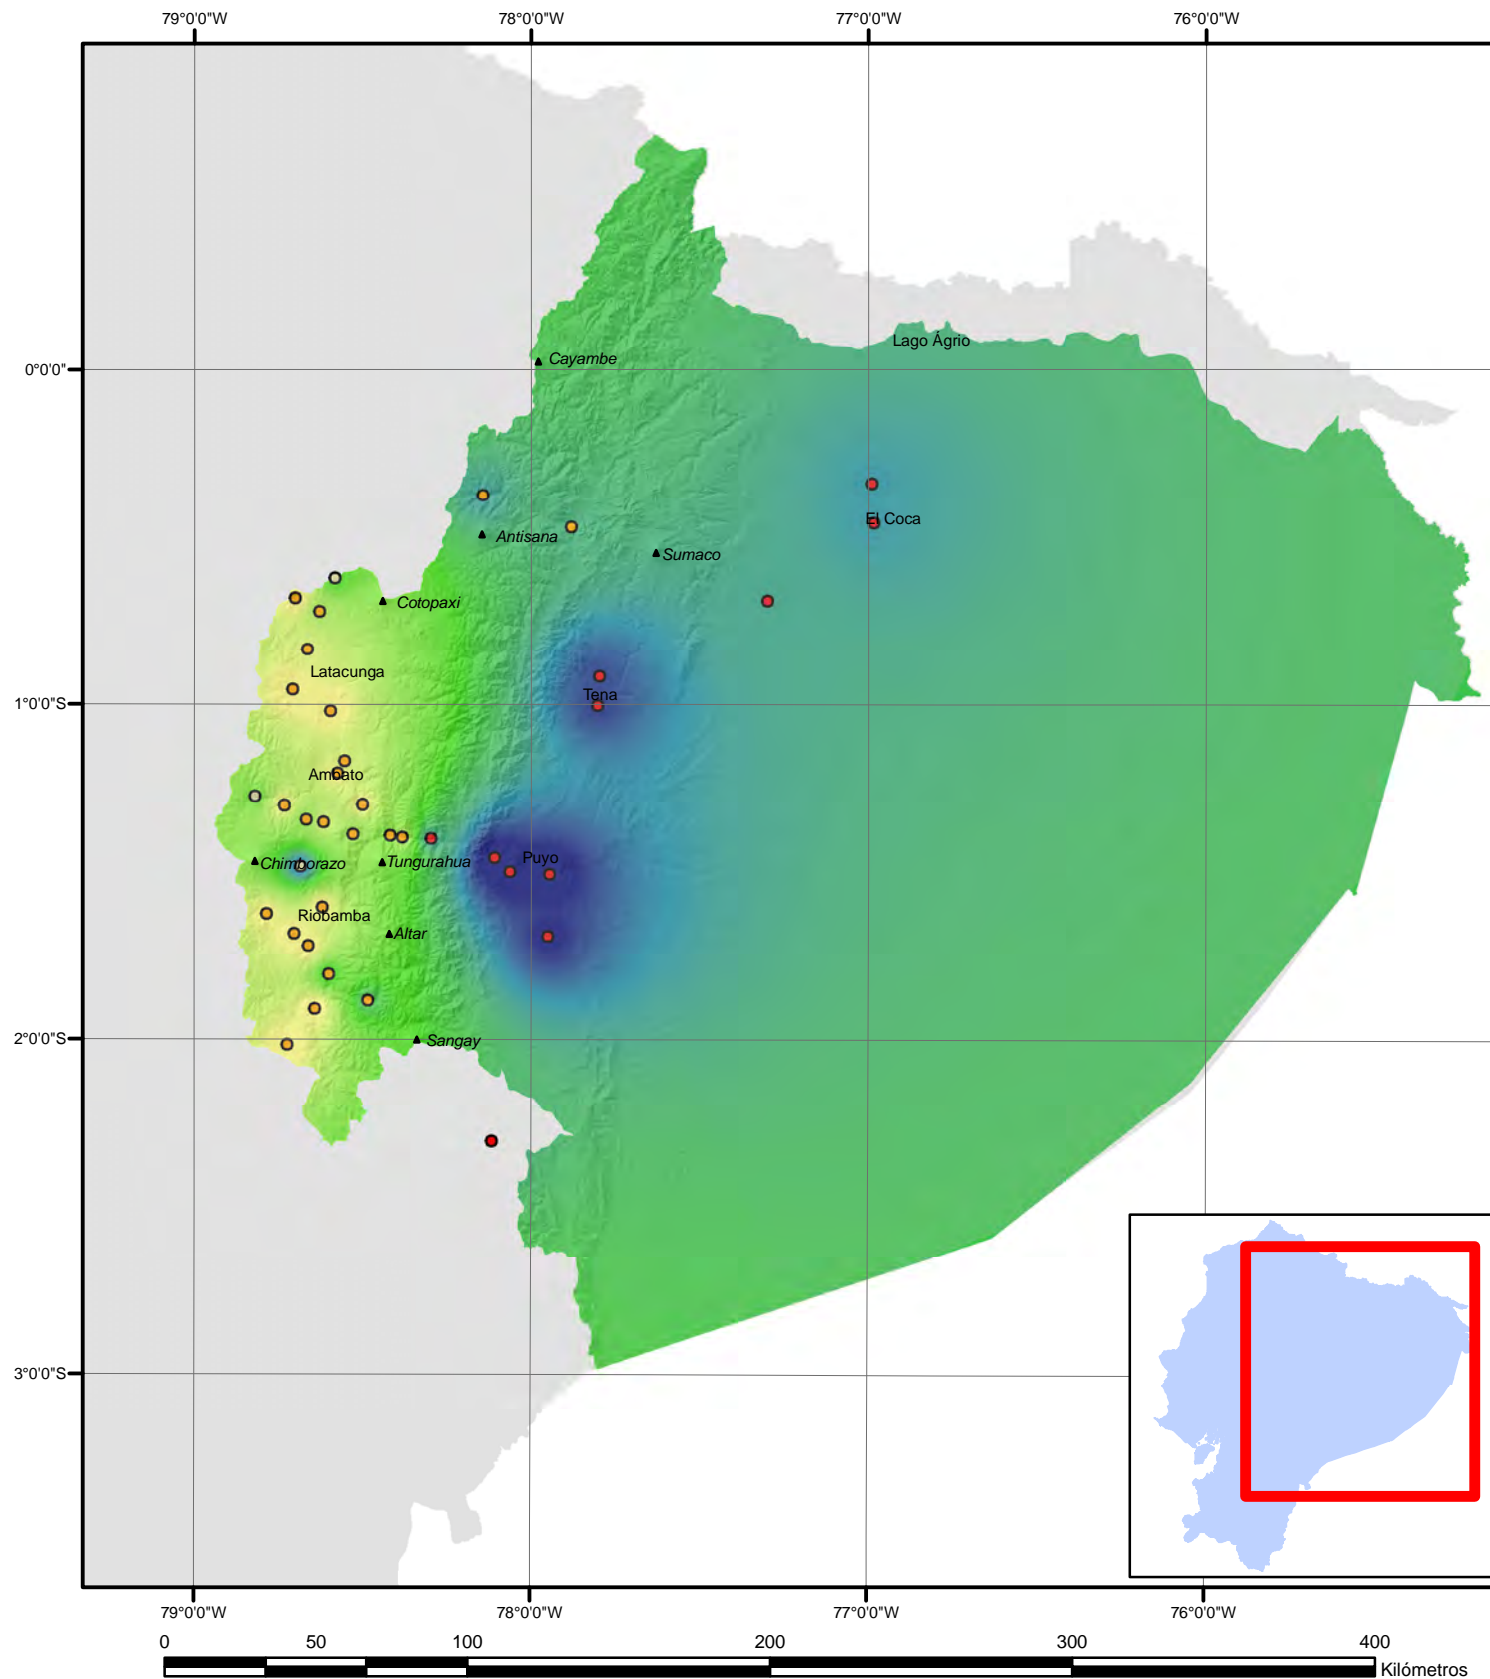 79°0'0"W 78°0'0"W 77°0'0"W 76°0'0"W
Lago Ágrio
Cayambe
0°0'0"
El Coca
Antisana
Sumaco
Cotopaxi
Latacunga
Tena
1°0'0"S
Ambato
Puyo
Chimborazo
Tungurahua
Riobamba
Altar
2°0'0"S
Sangay
3°0'0"S
79°0'0"W 78°0'0"W 77°0'0"W 76°0'0"W
0 50 100 200 300 400
Kilómetros